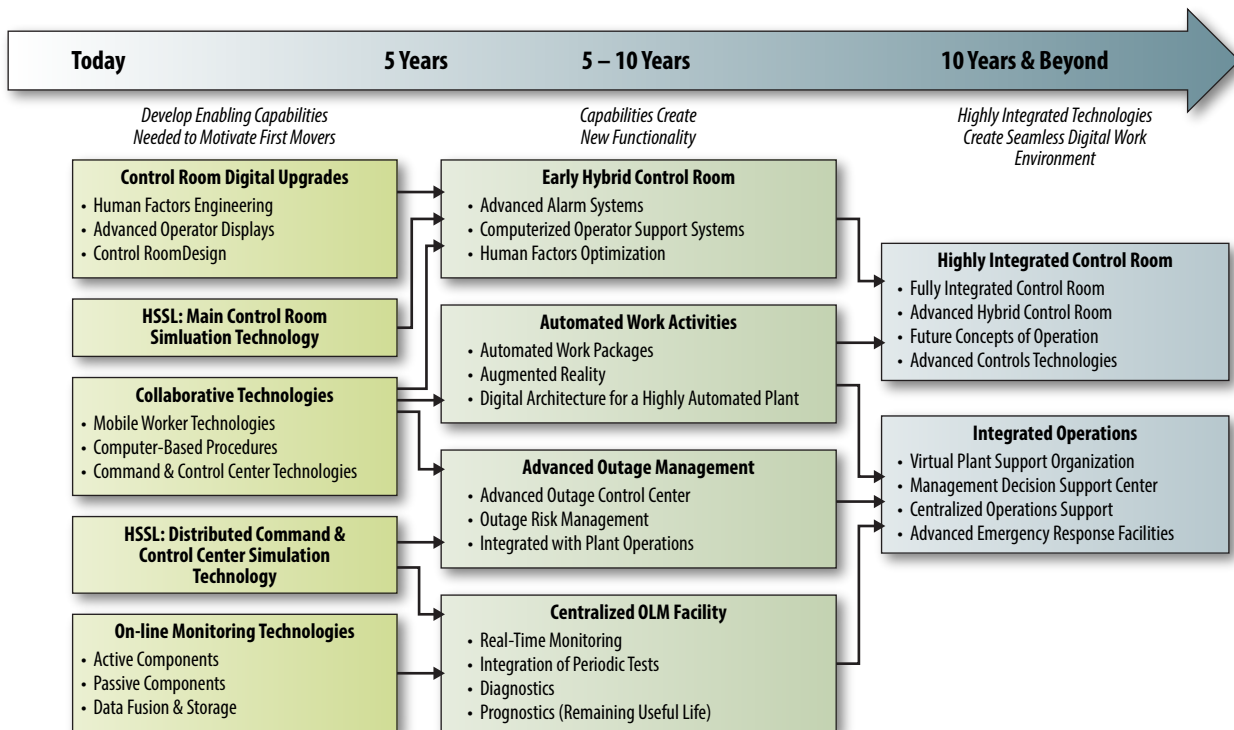 Today 5 Years 5 – 10 Years 10 Years & Beyond
Develop Enabling Capabilities
Needed to Motivate First Movers
Capabilities Create
New Functionality
Highly Integrated Technologies
Create Seamless Digital Work
Environment
Control Room Digital Upgrades
• Human Factors Engineering
• Advanced Operator Displays
• Control RoomDesign
HSSL: Main Control Room
Simluation Technology
Collaborative Technologies
• Mobile Worker Technologies
• Computer-Based Procedures
• Command & Control Center Technologies
HSSL: Distributed Command &
Control Center Simulation
Technology
On-line Monitoring Technologies
• Active Components
• Passive Components
• Data Fusion & Storage
Early Hybrid Control Room
• Advanced Alarm Systems
• Computerized Operator Support Systems
• Human Factors Optimization
Automated Work Activities
• Automated Work Packages
• Augmented Reality
• Digital Architecture for a Highly Automated Plant
Advanced Outage Management
• Advanced Outage Control Center
• Outage Risk Management
• Integrated with Plant Operations
Centralized OLM Facility
• Real-Time Monitoring
• Integration of Periodic Tests
• Diagnostics
• Prognostics (Remaining Useful Life)
Highly Integrated Control Room
• Fully Integrated Control Room
• Advanced Hybrid Control Room
• Future Concepts of Operation
• Advanced Controls Technologies
Integrated Operations
• Virtual Plant Support Organization
• Management Decision Support Center
• Centralized Operations Support
• Advanced Emergency Response Facilities